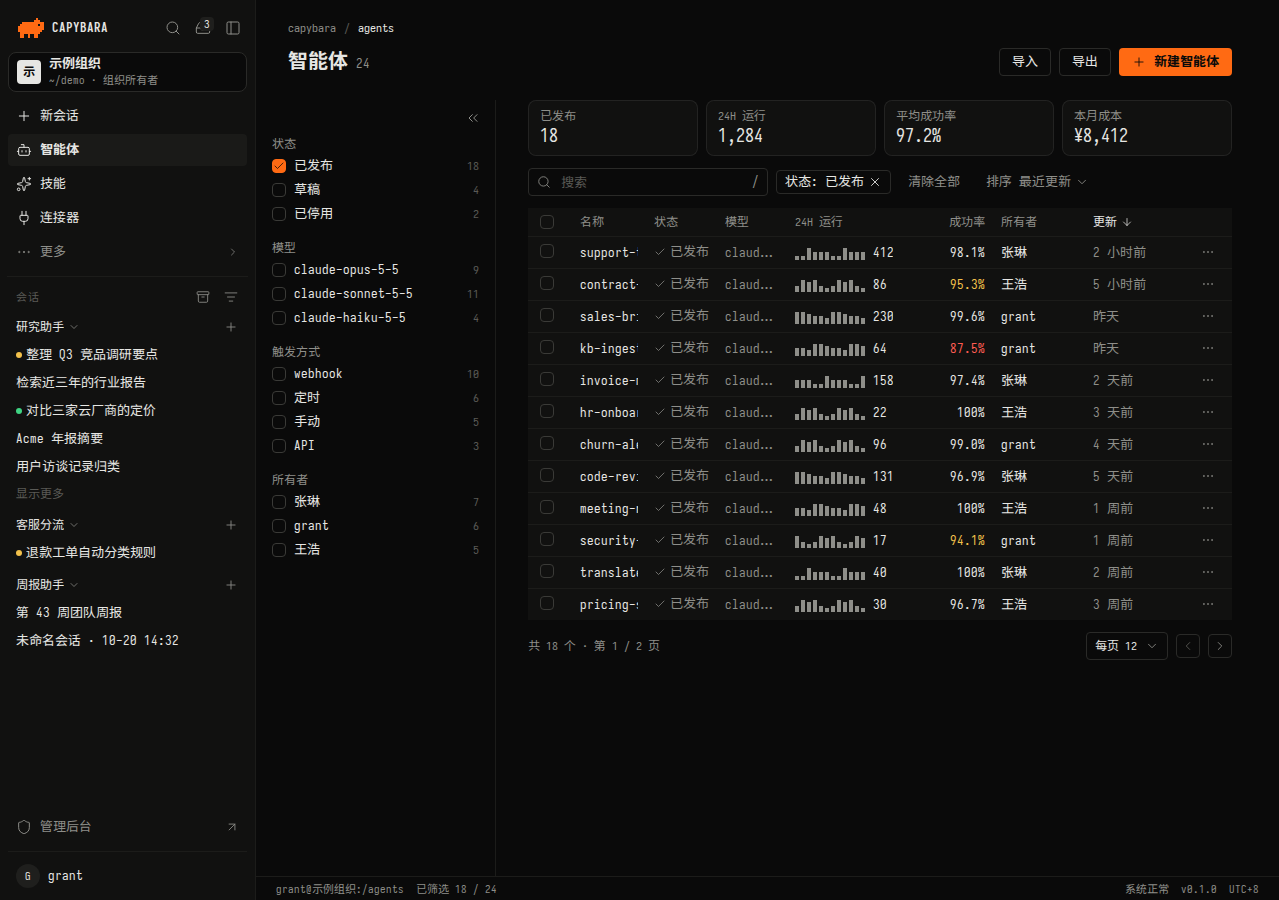 CAPYBARA
3
示 示例组织
~/demo · 组织所有者
新会话
智能体
技能
连接器
更多
会话
研究助手
整理 Q3 竞品调研要点
检索近三年的行业报告
对比三家云厂商的定价
Acme 年报摘要
用户访谈记录归类
显示更多
客服分流
退款工单自动分类规则
周报助手
第 43 周团队周报
未命名会话 · 10-20 14:32
管理后台
G grant
capybara / agents
智能体 24
导入 导出 新建智能体
状态
已发布 18
草稿 4
已停用 2
模型
claude-opus-5-5 9
claude-sonnet-5-5 11
claude-haiku-5-5 4
触发方式
webhook 10
定时 6
手动 5
API 3
所有者
张琳 7
grant 6
王浩 5
已发布 24H 运行 平均成功率 本月成本
18 1,284 97.2% ¥8,412
搜索 / 状态: 已发布 清除全部 排序 最近更新
名称 状态 模型 24H 运行 成功率 所有者 更新
support- 已发布 claud... 412 98.1% 张琳 2 小时前 ...
contract- 已发布 claud... 86 95.3% 王浩 5 小时前 ...
sales-bri 已发布 claud... 230 99.6% grant 昨天 ...
kb-inges 已发布 claud... 64 87.5% grant 昨天 ...
invoice- 已发布 claud... 158 97.4% 张琳 2 天前 ...
hr-onboa 已发布 claud... 22 100% 王浩 3 天前 ...
churn-ale 已发布 claud... 96 99.0% grant 4 天前 ...
code-revi 已发布 claud... 131 96.9% 张琳 5 天前 ...
meeting- 已发布 claud... 48 100% 王浩 1 周前 ...
security- 已发布 claud... 17 94.1% grant 1 周前 ...
translate 已发布 claud... 40 100% 张琳 2 周前 ...
pricing-s 已发布 claud... 30 96.7% 王浩 3 周前 ...
共 18 个 · 第 1 / 2 页 每页 12
grant@示例组织:/agents 已筛选 18 / 24 系统正常 v0.1.0 UTC+8